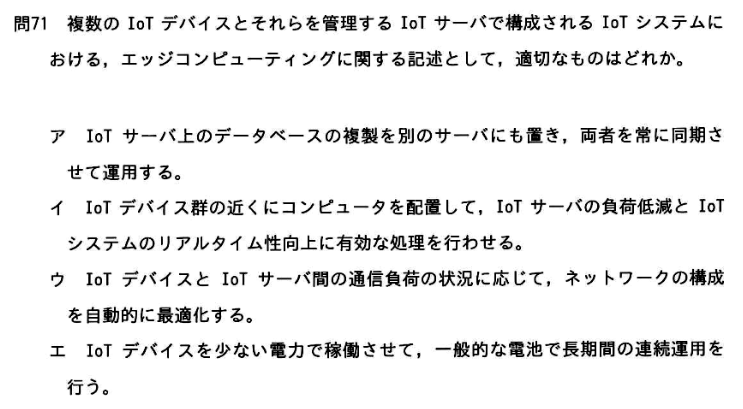 問71　複数の IoT デバイスとそれらを管理する IoT サーバで構成される IoT システムに
おける，エッジコンピューティングに関する記述として，適切なものはどれか。
ア　IoT サーバ上のデータベースの複製を別のサーバにも置き，両者を常に同期さ
せて運用する。
イ　IoT デバイス群の近くにコンピュータを配置して，IoT サーバの負荷低減と IoT
システムのリアルタイム性向上に有効な処理を行わせる。
ウ　IoT デバイスと IoT サーバ間の通信負荷の状況に応じて，ネットワークの構成
を自動的に最適化する。
エ　IoT デバイスを少ない電力で稼働させて，一般的な電池で長期間の連続運用を
行う。